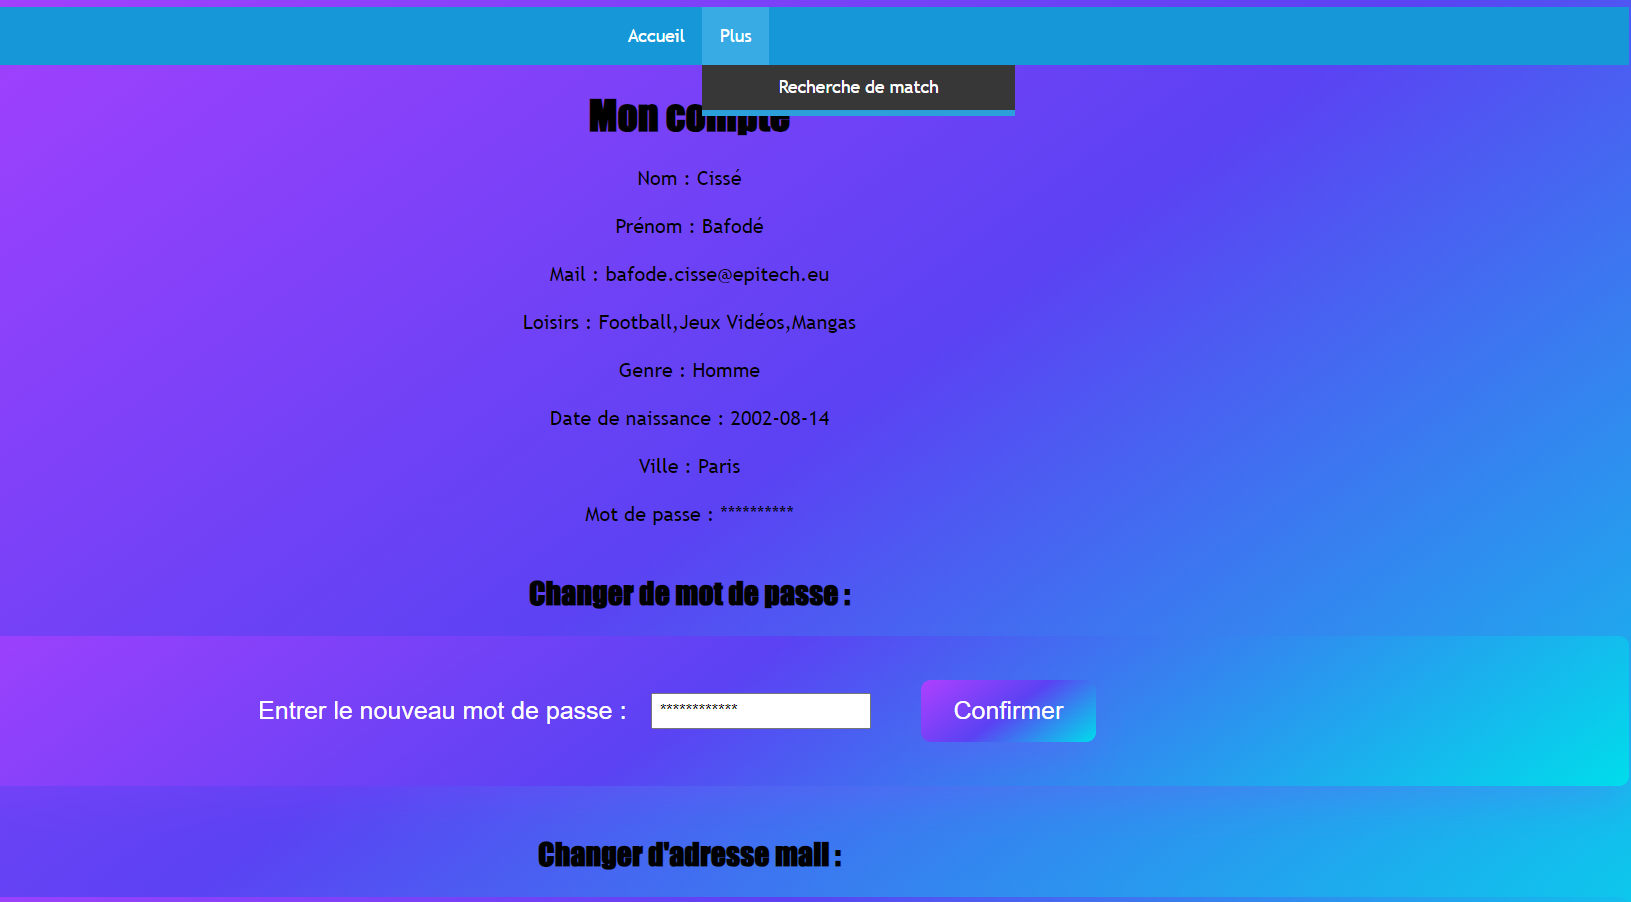 Accueil Plus
Recherche de match
Mon compte
Nom : Cissé
Prénom : Bafodé
Mail : bafode.cisse@epitech.eu
Loisirs : Football,Jeux Vidéos,Mangas
Genre : Homme
Date de naissance : 2002-08-14
Ville : Paris
Mot de passe : **********
Changer de mot de passe :
Entrer le nouveau mot de passe : ************ Confirmer
Changer d'adresse mail :